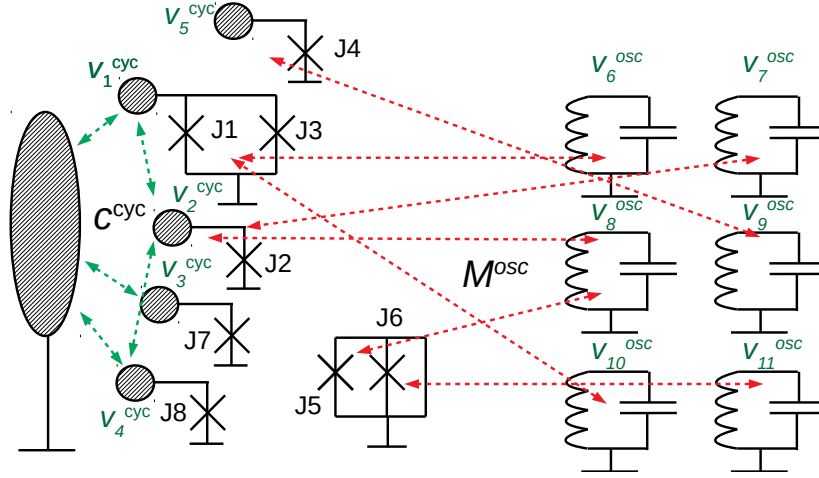 v₅ᶜʸᶜ
J4
v₁ᶜʸᶜ
v₆ᵒˢᶜ
v₇ᵒˢᶜ
J1
J3
v₂ᶜʸᶜ
Cᶜʸᶜ
v₈ᵒˢᶜ
v₉ᵒˢᶜ
J2
v₃ᶜʸᶜ
Mᵒˢᶜ
J7
J6
v₁₀ᵒˢᶜ
v₁₁ᵒˢᶜ
v₄ᶜʸᶜ
J8
J5